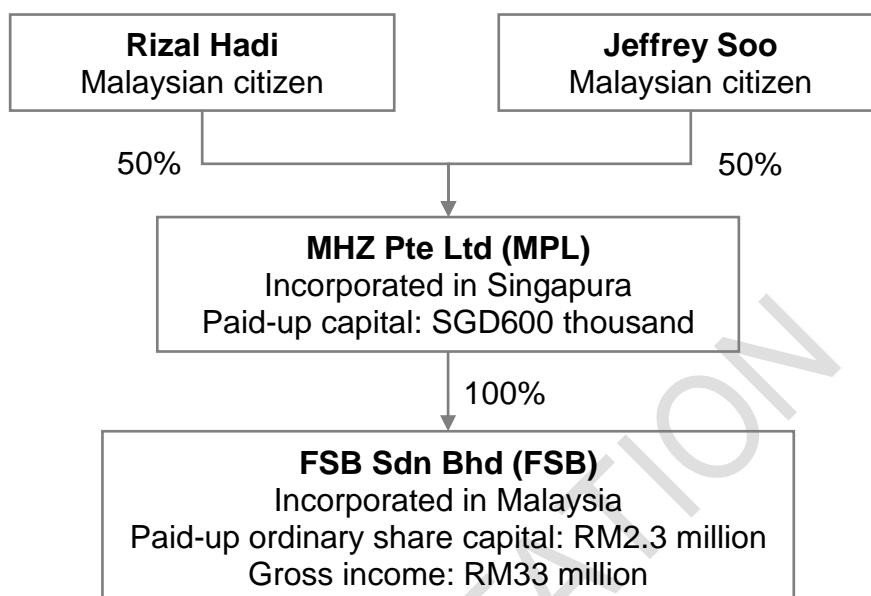 Rizal Hadi
Malaysian citizen
Jeffrey Soo
Malaysian citizen
50%
50%
MHZ Pte Ltd (MPL)
Incorporated in Singapura
Paid-up capital: SGD600 thousand
100%
FSB Sdn Bhd (FSB)
Incorporated in Malaysia
Paid-up ordinary share capital: RM2.3 million
Gross income: RM33 million